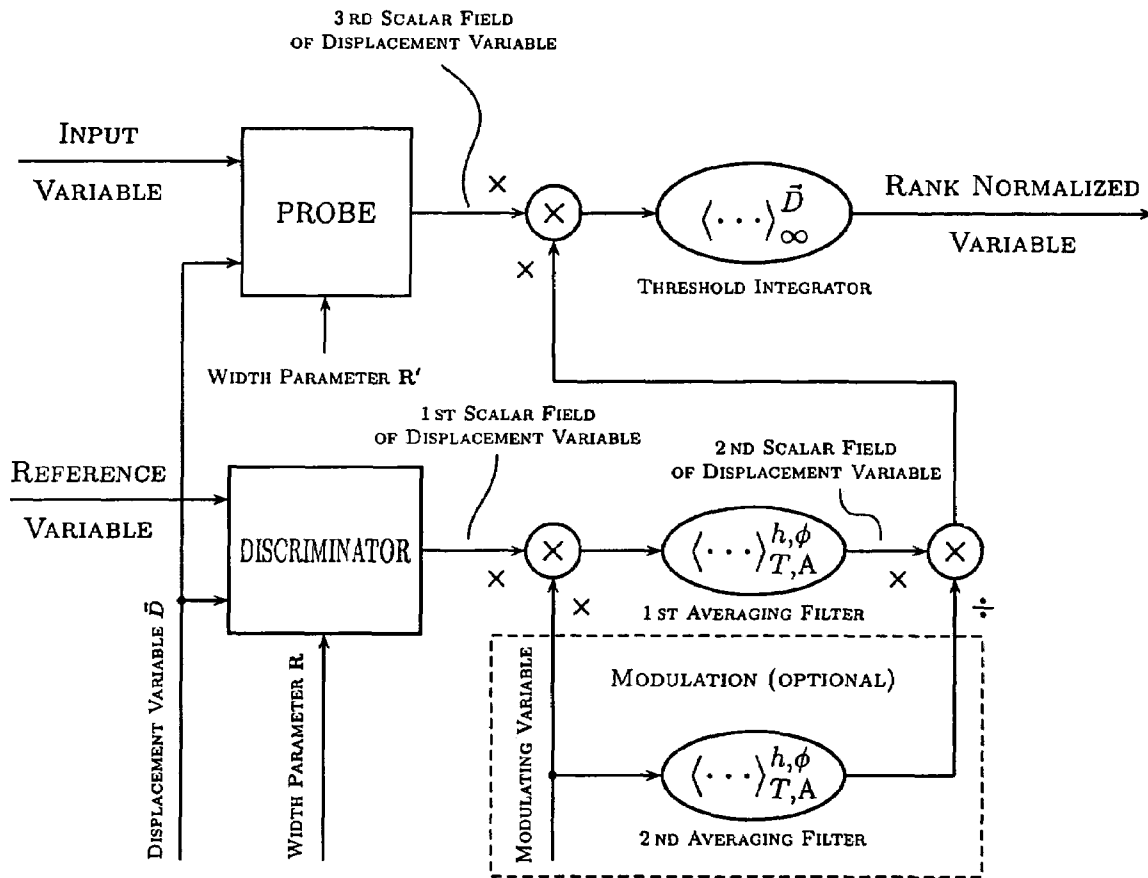 3 RD SCALAR FIELD
OF DISPLACEMENT VARIABLE
INPUT
VARIABLE
PROBE
×
×
×
⟨···⟩ D⃗ ∞
RANK NORMALIZED
VARIABLE
THRESHOLD INTEGRATOR
WIDTH PARAMETER R′
1 ST SCALAR FIELD
OF DISPLACEMENT VARIABLE
2 ND SCALAR FIELD
OF DISPLACEMENT VARIABLE
REFERENCE
VARIABLE
DISCRIMINATOR
×
×
×
⟨···⟩ h,ϕ T,A
×
×
÷
1 ST AVERAGING FILTER
MODULATION (OPTIONAL)
⟨···⟩ h,ϕ T,A
2 ND AVERAGING FILTER
DISPLACEMENT VARIABLE D⃗
WIDTH PARAMETER R
MODULATING VARIABLE